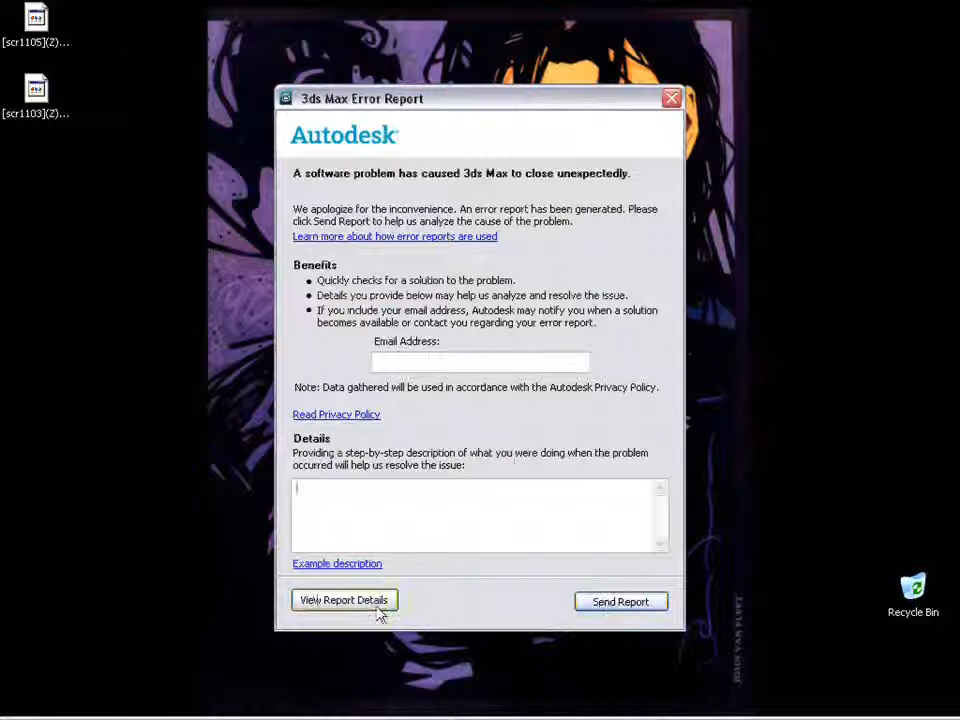 [scr1105](Z)...
[scr1103](Z)...
3ds Max Error Report
Autodesk
A software problem has caused 3ds Max to close unexpectedly.
We apologize for the inconvenience. An error report has been generated. Please
click Send Report to help us analyze the cause of the problem.
Learn more about how error reports are used
Benefits
Quickly checks for a solution to the problem.
Details you provide below may help us analyze and resolve the issue.
If you include your email address, Autodesk may notify you when a solution
becomes available or contact you regarding your error report.
Email Address:
Note: Data gathered will be used in accordance with the Autodesk Privacy Policy.
Read Privacy Policy
Details
Providing a step-by-step description of what you were doing when the problem
occurred will help us resolve the issue:
Example description
View Report Details
Send Report
Recycle Bin
JOHN VAN FLEET